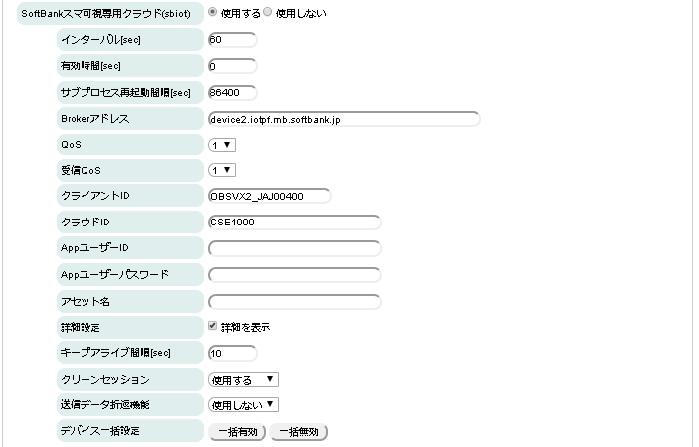 SoftBankスマ可視専用クラウド(sbiot) 使用する 使用しない
インターバル[sec] 60
有効時間[sec] 0
サブプロセス再起動間隔[sec] 86400
Brokerアドレス device2.iotpf.mb.softbank.jp
QoS 1
受信QoS 1
クライアントID OBSVX2_JAJ00400
クラウドID CSE1000
AppユーザーID
Appユーザーパスワード
アセット名
詳細設定 詳細を表示
キープアライブ間隔[sec] 10
クリーンセッション 使用する
送信データ折返機能 使用しない
デバイス一括設定 一括有効 一括無効